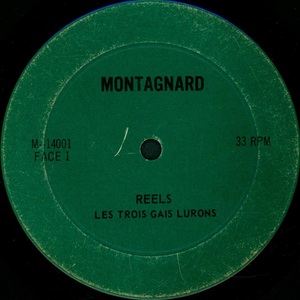 MONTAGNARD
M-14001
FACE I
33 RPM
REELS
LES TROIS GAIS LURONS